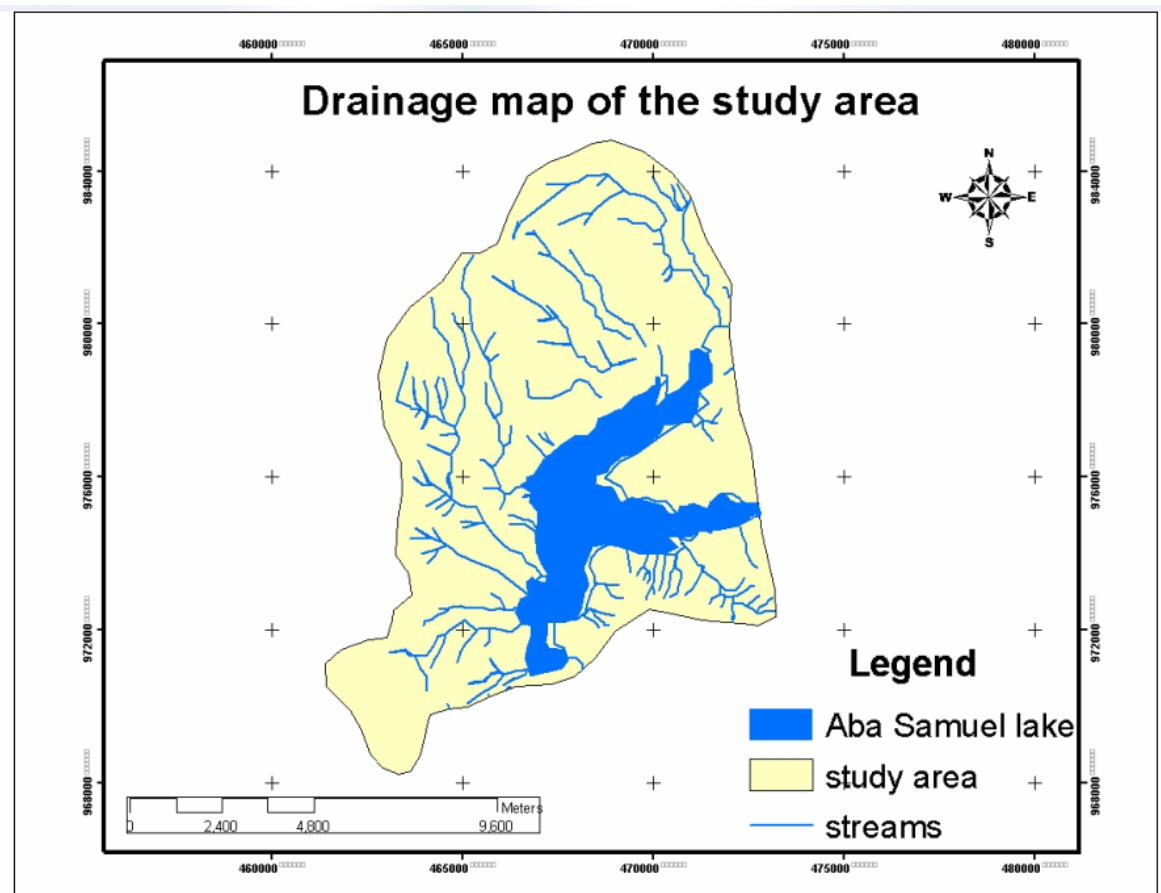 460000 465000 470000 475000 480000
Drainage map of the study area
N
W E
S
984000 984000
980000 980000
976000 976000
972000 972000
968000 968000
Legend
Aba Samuel lake
study area
streams
Meters
0 2,400 4,800 9,600
460000 465000 470000 475000 480000